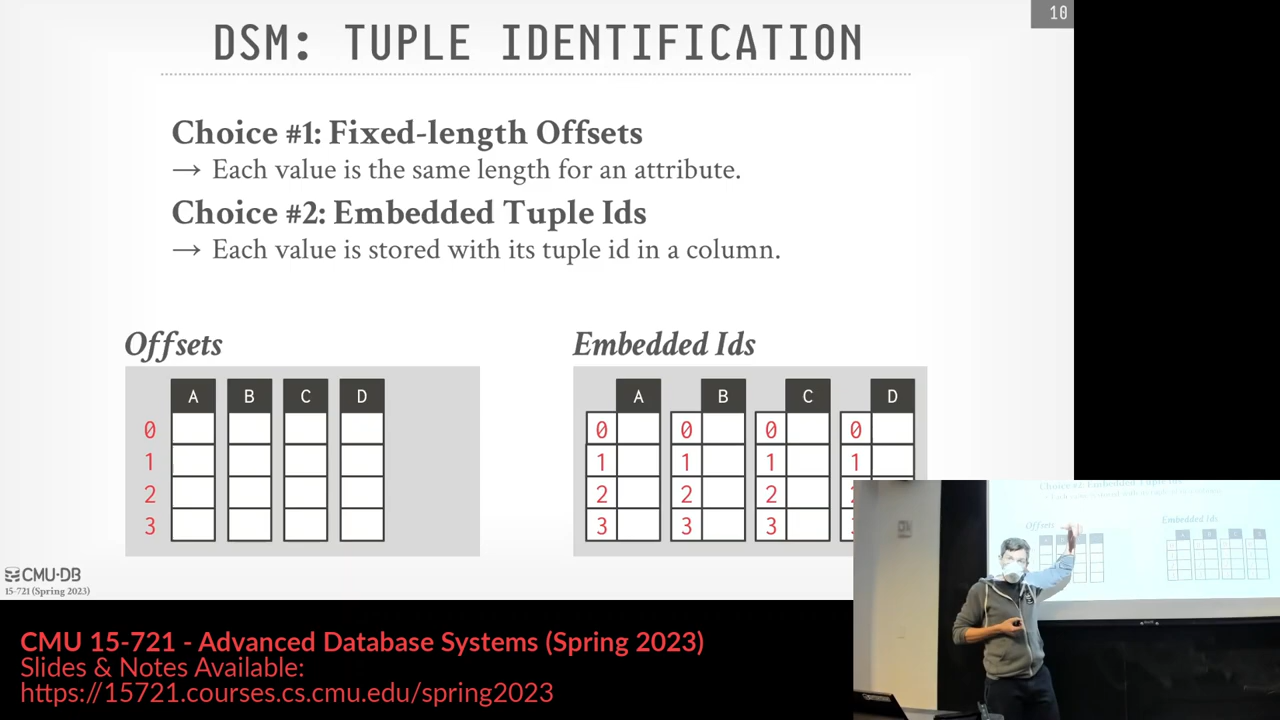 10
DSM: TUPLE IDENTIFICATION
Choice #1: Fixed-length Offsets
→ Each value is the same length for an attribute.
Choice #2: Embedded Tuple Ids
→ Each value is stored with its tuple id in a column.
Offsets
A B C D
0
1
2
3
Embedded Ids
A B C D
0 0 0 0
1 1 1 1
2 2 2
3 3 3
CMU·DB
15-721 (Spring 2023)
CMU 15-721 - Advanced Database Systems (Spring 2023)
Slides & Notes Available:
https://15721.courses.cs.cmu.edu/spring2023
Offsets
Embedded Ids